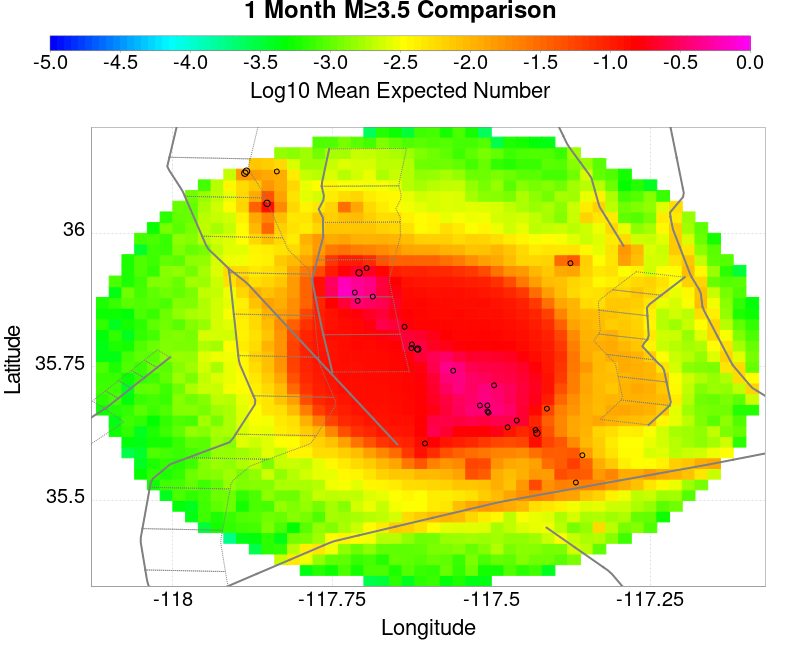 1 Month M≥3.5 Comparison
-5.0 -4.5 -4.0 -3.5 -3.0 -2.5 -2.0 -1.5 -1.0 -0.5 0.0
Log10 Mean Expected Number
36
35.75
35.5
Latitude
-118 -117.75 -117.5 -117.25
Longitude